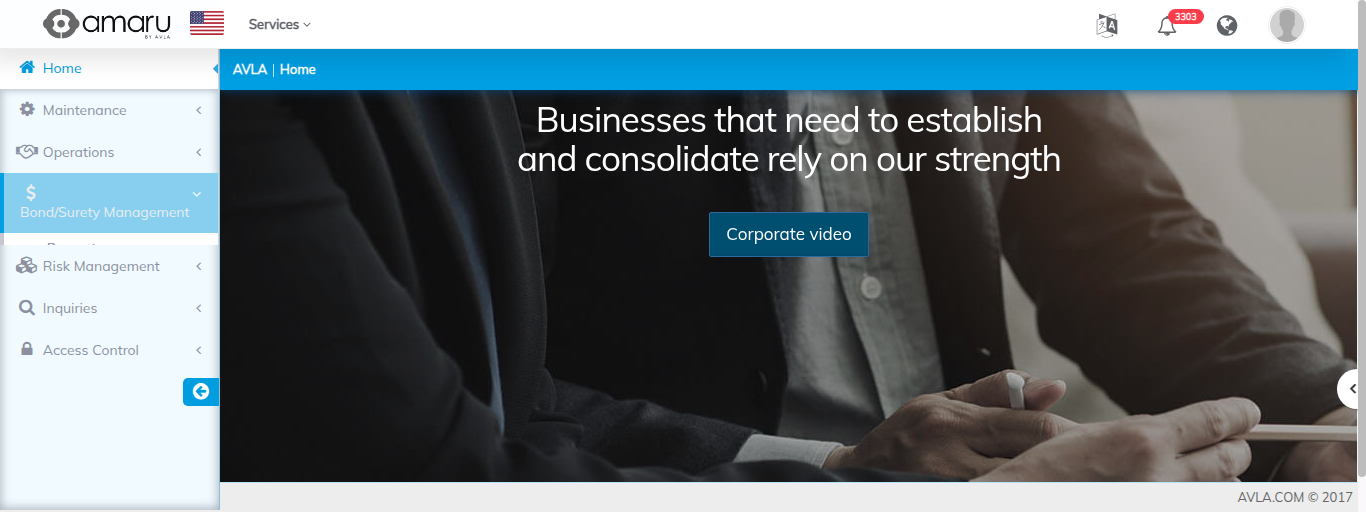 amaru
BY AVLA
Services
3303
Home
AVLA | Home
Maintenance
Operations
$
Bond/Surety Management
Risk Management
Inquiries
Access Control
Businesses that need to establish
and consolidate rely on our strength
Corporate video
AVLA.COM © 2017